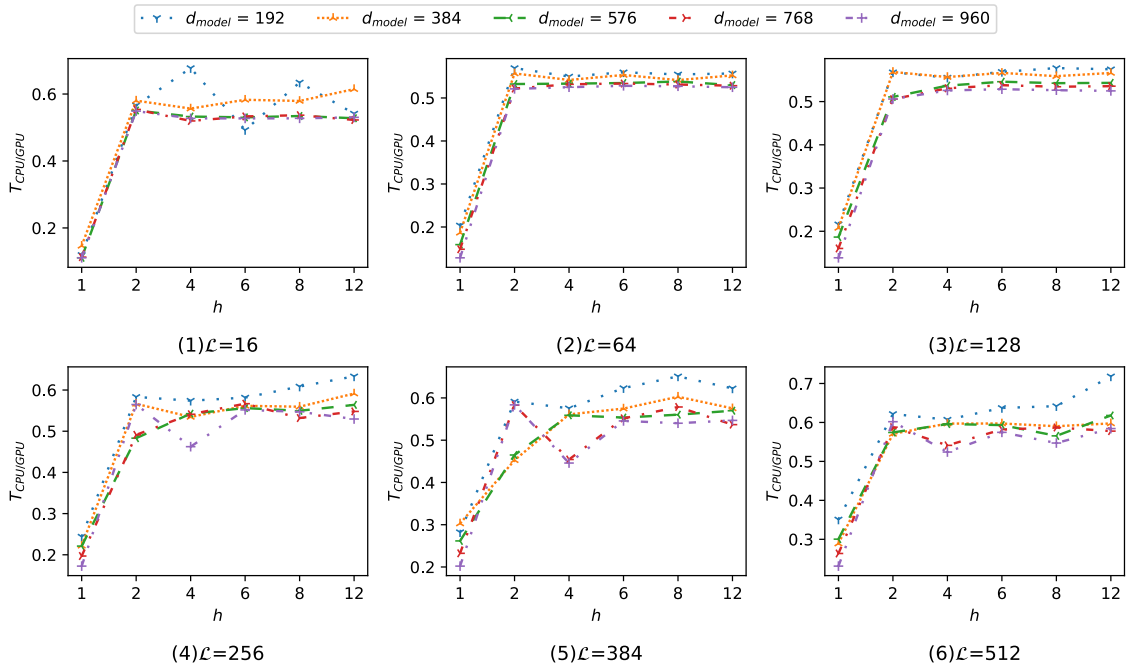 d_model = 192 d_model = 384 d_model = 576 d_model = 768 d_model = 960
T_CPU/GPU
0.6
0.4
0.2
1 2 4 6 8 12
h
(1)ℒ=16
T_CPU/GPU
0.5
0.4
0.3
0.2
1 2 4 6 8 12
h
(2)ℒ=64
T_CPU/GPU
0.5
0.4
0.3
0.2
1 2 4 6 8 12
h
(3)ℒ=128
T_CPU/GPU
0.6
0.5
0.4
0.3
0.2
1 2 4 6 8 12
h
(4)ℒ=256
T_CPU/GPU
0.6
0.5
0.4
0.3
0.2
1 2 4 6 8 12
h
(5)ℒ=384
T_CPU/GPU
0.7
0.6
0.5
0.4
0.3
1 2 4 6 8 12
h
(6)ℒ=512